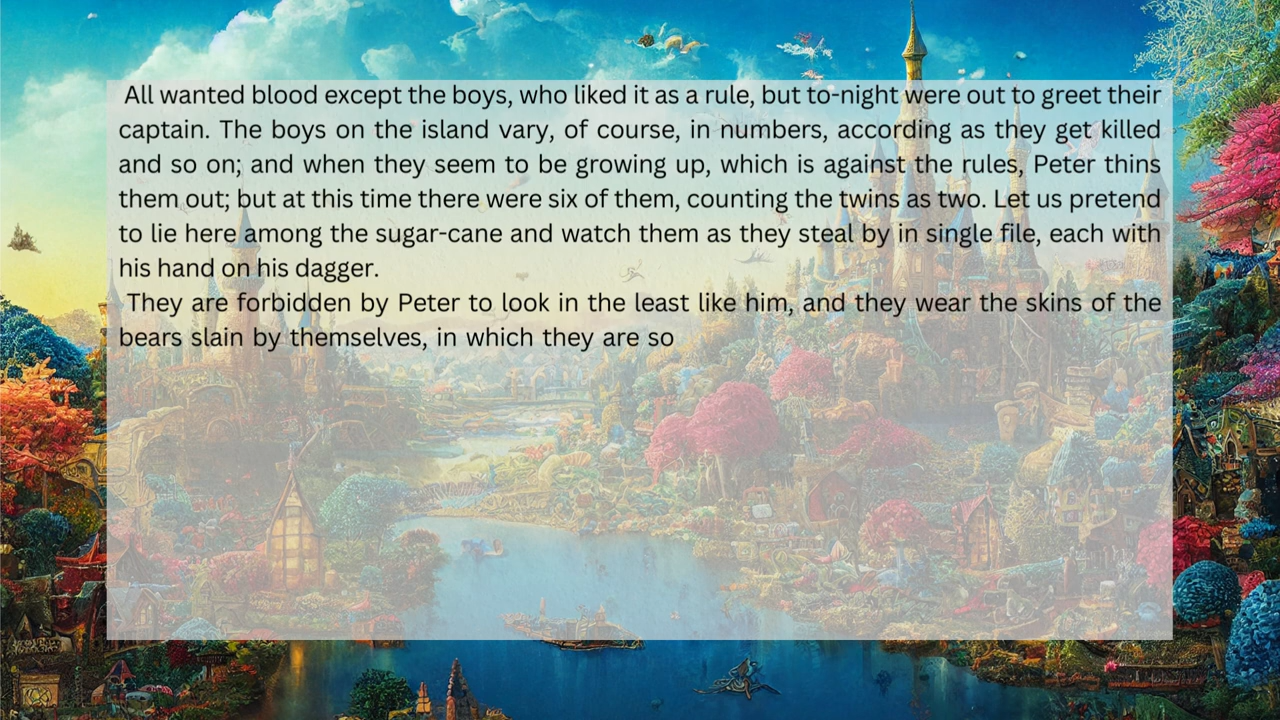 All wanted blood except the boys, who liked it as a rule, but to-night were out to greet their
captain. The boys on the island vary, of course, in numbers, according as they get killed
and so on; and when they seem to be growing up, which is against the rules, Peter thins
them out; but at this time there were six of them, counting the twins as two. Let us pretend
to lie here among the sugar-cane and watch them as they steal by in single file, each with
his hand on his dagger.
They are forbidden by Peter to look in the least like him, and they wear the skins of the
bears slain by themselves, in which they are so